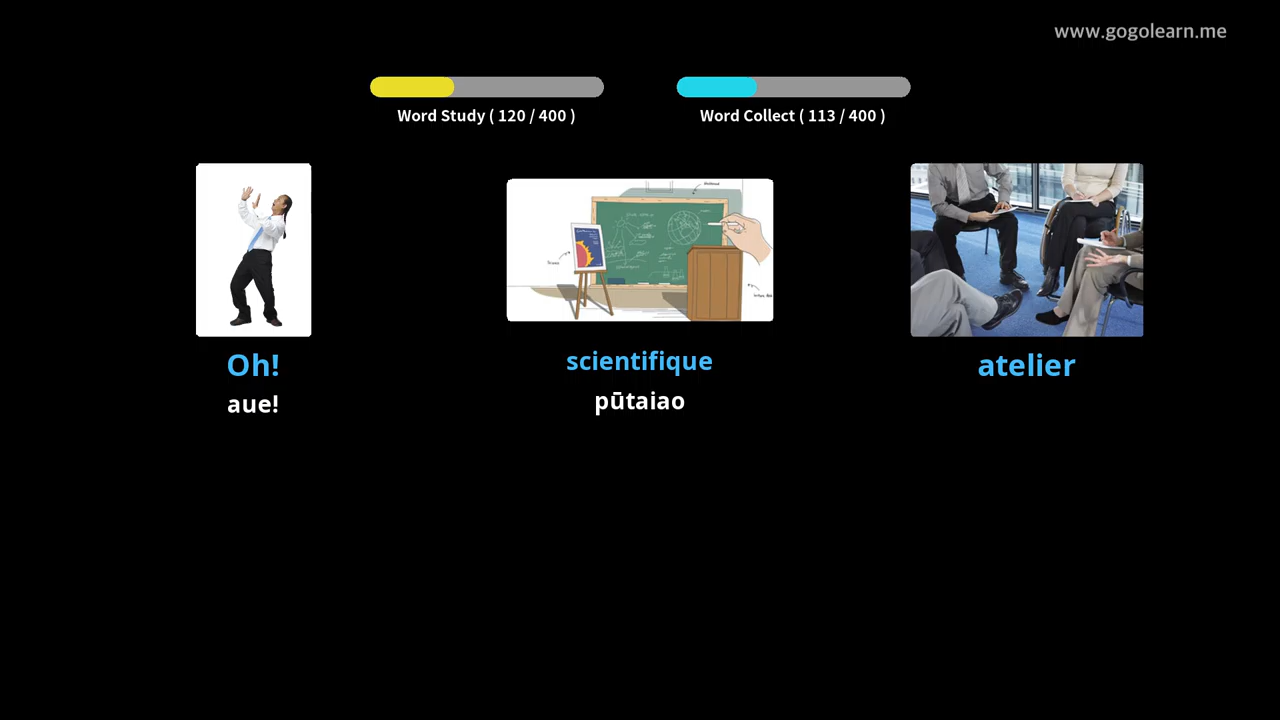 www.gogolearn.me
Word Study ( 120 / 400 )
Word Collect ( 113 / 400 )
Oh!
aue!
scientifique
pūtaiao
atelier